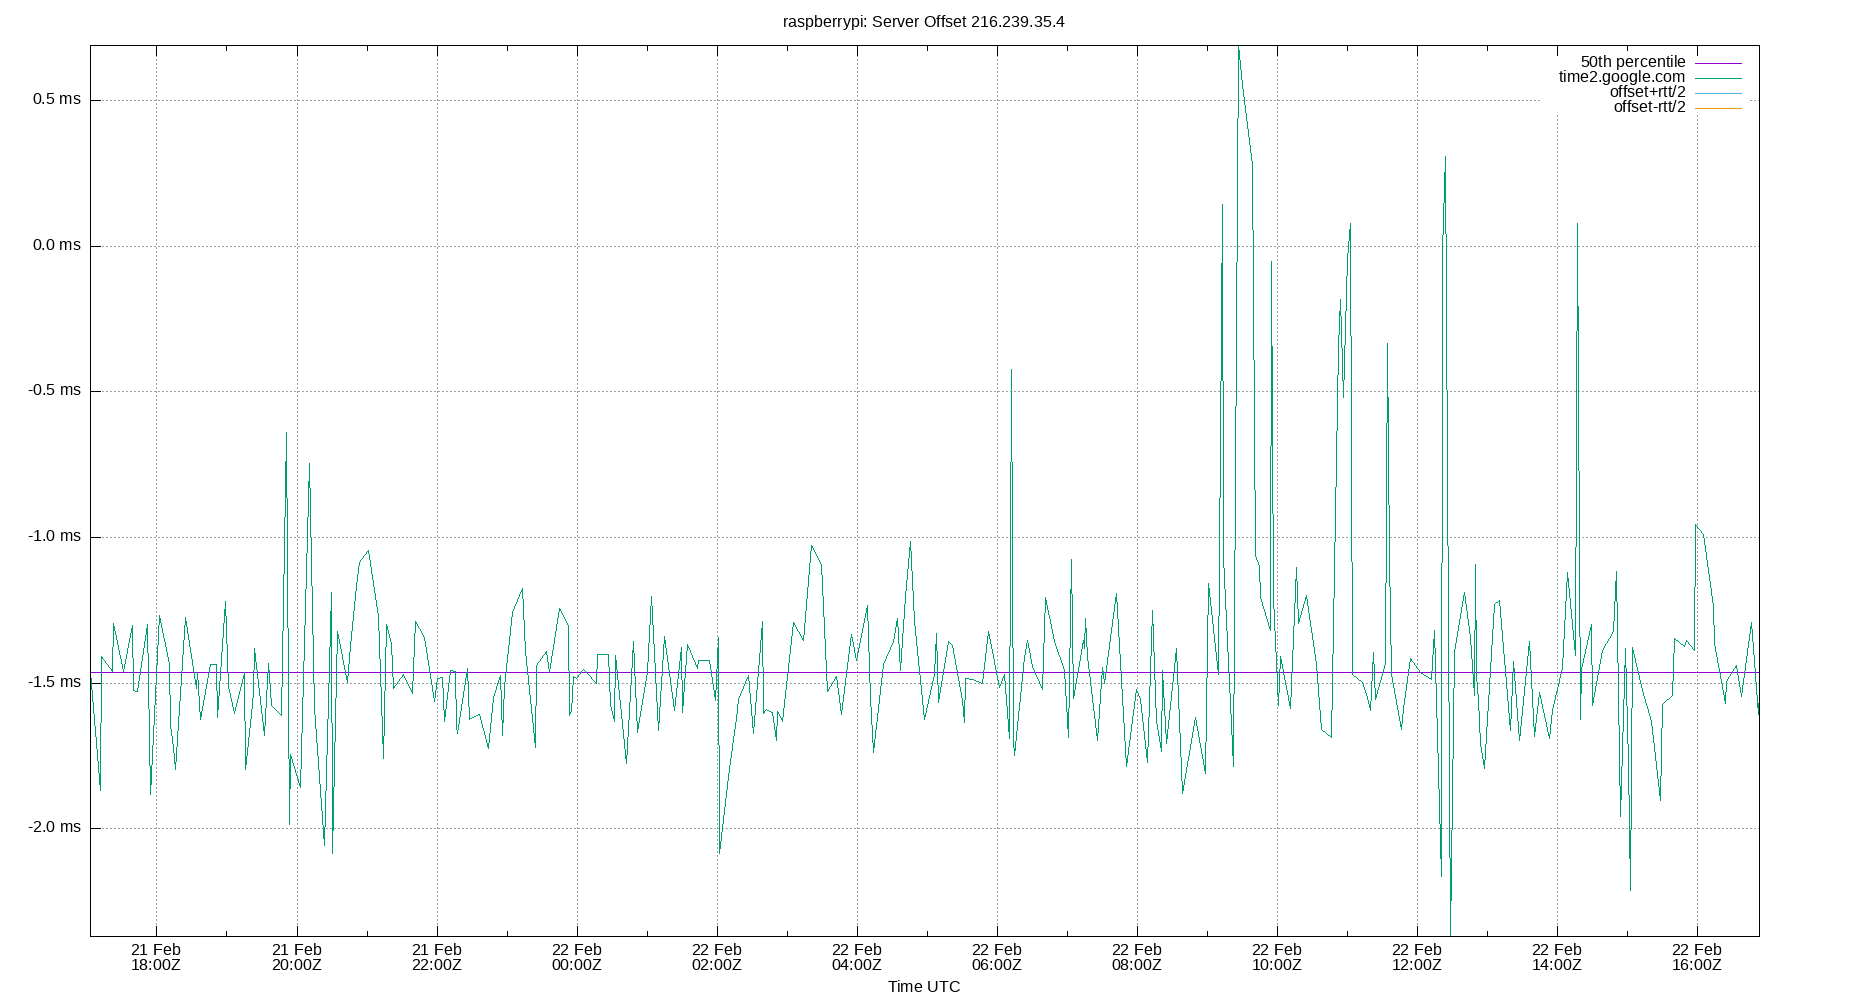 raspberrypi: Server Offset 216.239.35.4
50th percentile
time2.google.com
offset+rtt/2
offset-rtt/2
0.5 ms
0.0 ms
-0.5 ms
-1.0 ms
-1.5 ms
-2.0 ms
21 Feb 21 Feb 21 Feb 22 Feb 22 Feb 22 Feb 22 Feb 22 Feb 22 Feb 22 Feb 22 Feb 22 Feb
18:00Z 20:00Z 22:00Z 00:00Z 02:00Z 04:00Z 06:00Z 08:00Z 10:00Z 12:00Z 14:00Z 16:00Z
Time UTC